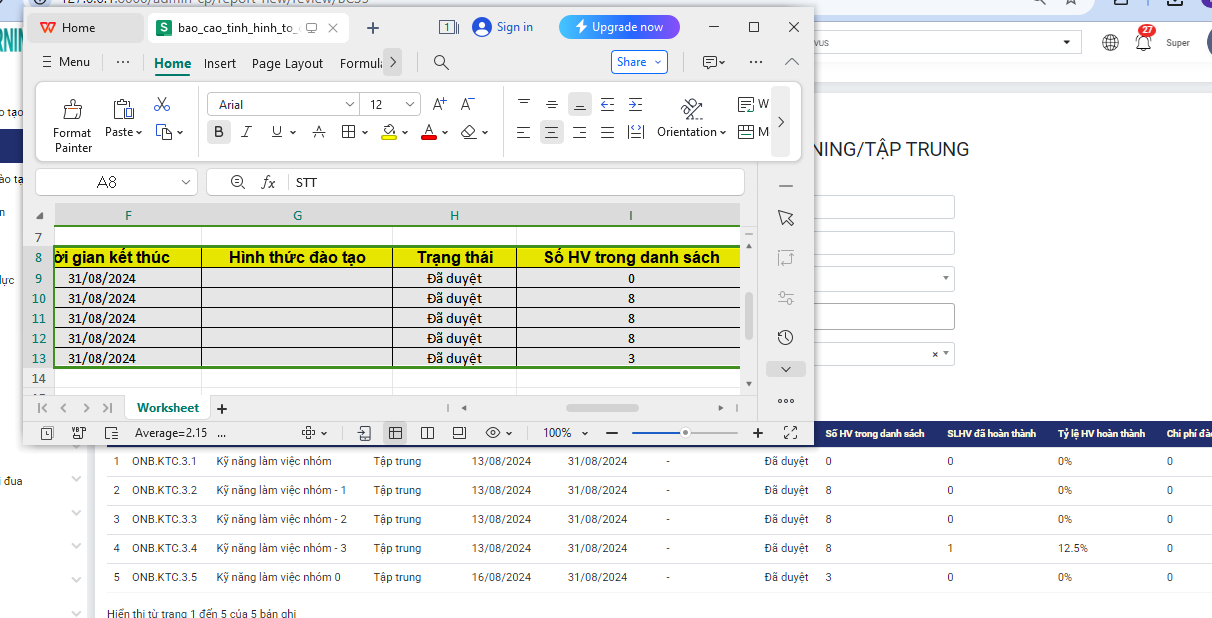 127.0.0.1:8000/admin_cp/report-new/review/BC39
Home
bao_cao_tinh_hinh_to_
Sign in
Upgrade now
Menu
Home Insert Page Layout Formula
Share
Format Painter
Paste
Arial
12
Orientation
A8
STT
F G H I
7
8 ời gian kết thúc Hình thức đào tạo Trạng thái Số HV trong danh sách
9 31/08/2024 Đã duyệt 0
10 31/08/2024 Đã duyệt 8
11 31/08/2024 Đã duyệt 8
12 31/08/2024 Đã duyệt 8
13 31/08/2024 Đã duyệt 3
14
Worksheet
Average=2.15 ...
100%
27
Super
NING/TẬP TRUNG
Số HV trong danh sách SLHV đã hoàn thành Tỷ lệ HV hoàn thành Chi phí đà
1 ONB.KTC.3.1 Kỹ năng làm việc nhóm Tập trung 13/08/2024 31/08/2024 - Đã duyệt 0 0 0% 0
2 ONB.KTC.3.2 Kỹ năng làm việc nhóm - 1 Tập trung 13/08/2024 31/08/2024 - Đã duyệt 8 0 0% 0
3 ONB.KTC.3.3 Kỹ năng làm việc nhóm - 2 Tập trung 13/08/2024 31/08/2024 - Đã duyệt 8 0 0% 0
4 ONB.KTC.3.4 Kỹ năng làm việc nhóm - 3 Tập trung 13/08/2024 31/08/2024 - Đã duyệt 8 1 12.5% 0
5 ONB.KTC.3.5 Kỹ năng làm việc nhóm 0 Tập trung 16/08/2024 31/08/2024 - Đã duyệt 3 0 0% 0
Hiển thị từ trang 1 đến 5 của 5 bản ghi
i đua